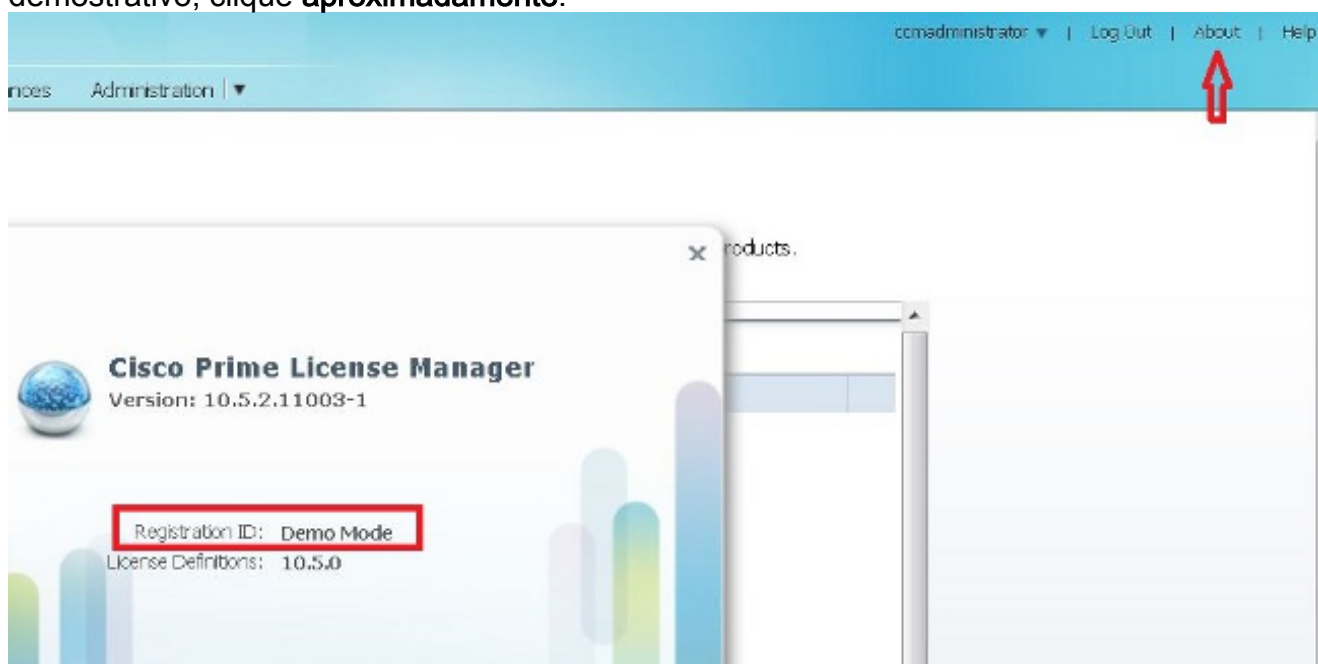 demostrativo, clique aproximadamente.
ccmadministrator ▼ | Log Out | About | Help
nces Administration | ▼
roducts.
x
Cisco Prime License Manager
Version: 10.5.2.11003-1
Registration ID: Demo Mode
License Definitions: 10.5.0